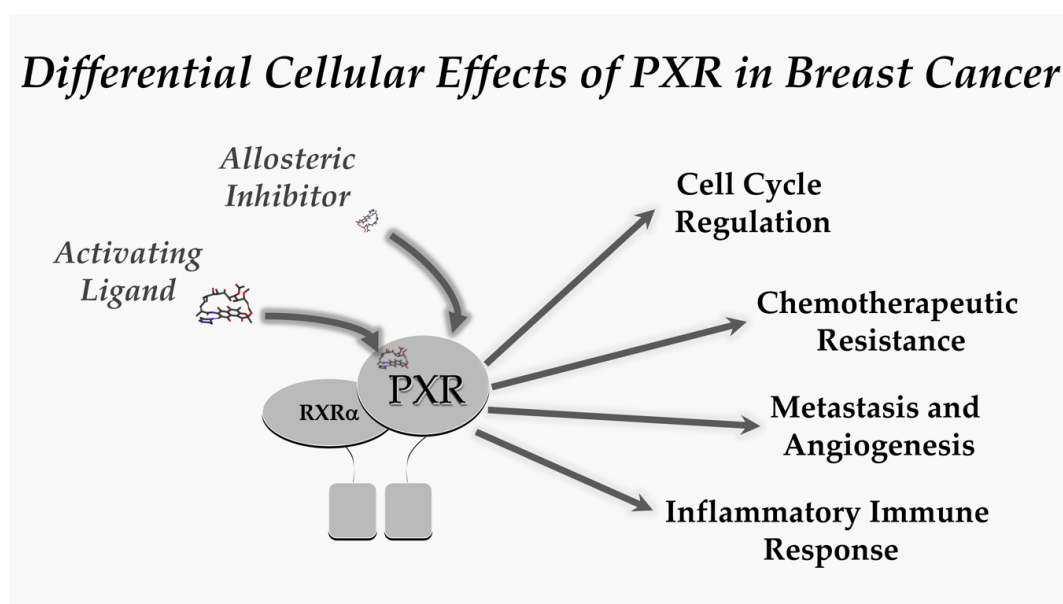 Differential Cellular Effects of PXR in Breast Cancer
Allosteric
Inhibitor
Activating
Ligand
RXRα
PXR
Cell Cycle
Regulation
Chemotherapeutic
Resistance
Metastasis and
Angiogenesis
Inflammatory Immune
Response